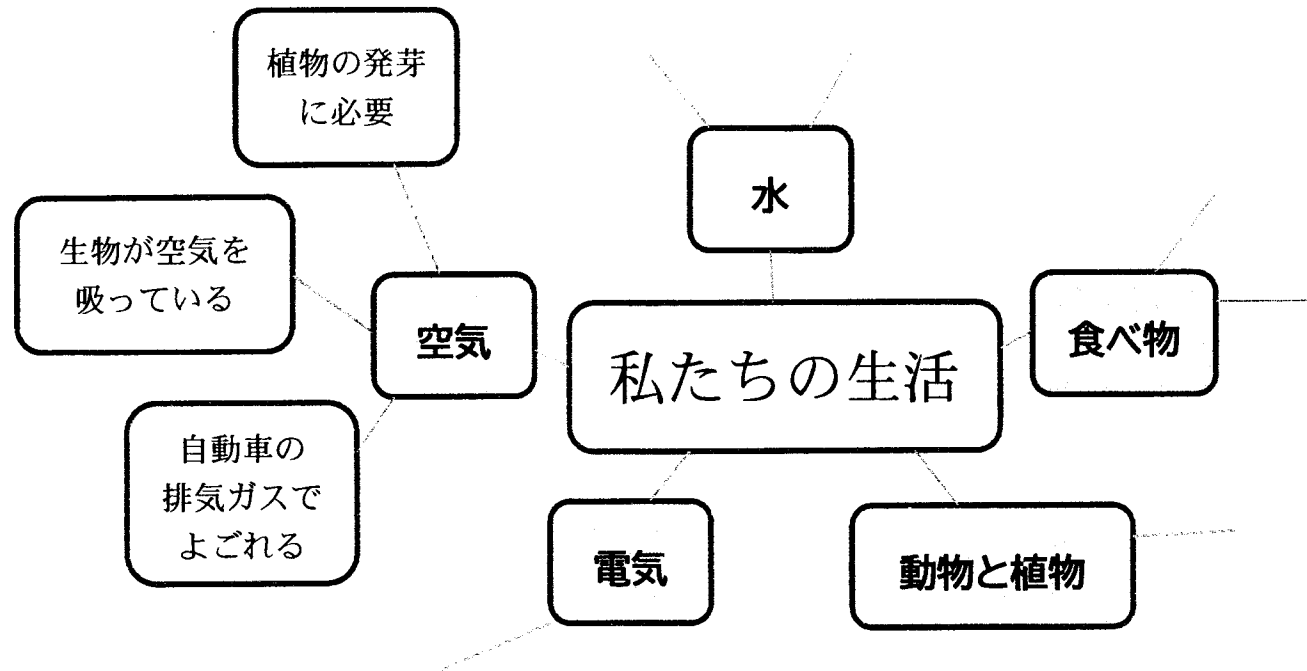 植物の発芽
に必要
水
生物が空気を
吸っている
空気
私たちの生活
食べ物
自動車の
排気ガスで
よごれる
電気
動物と植物